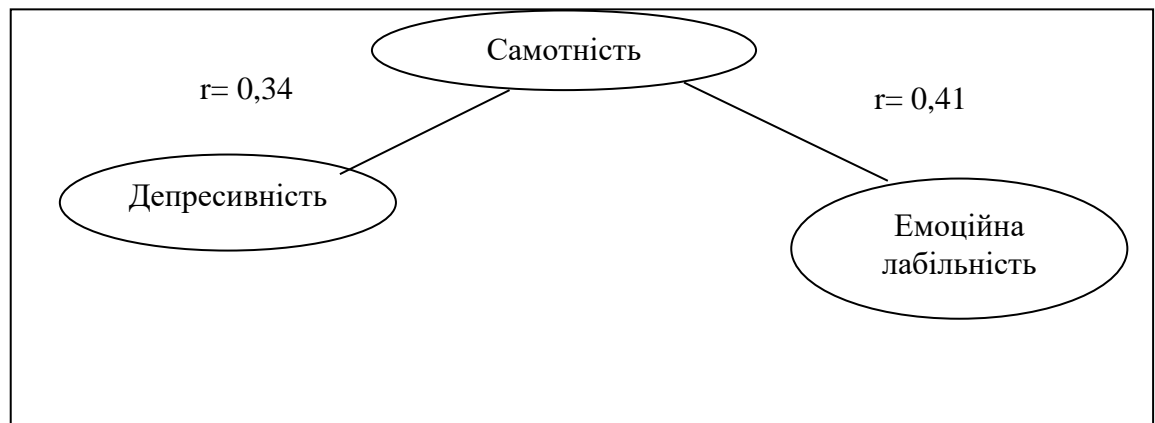 Самотність
r= 0,34
r= 0,41
Депресивність
Емоційна
лабільність